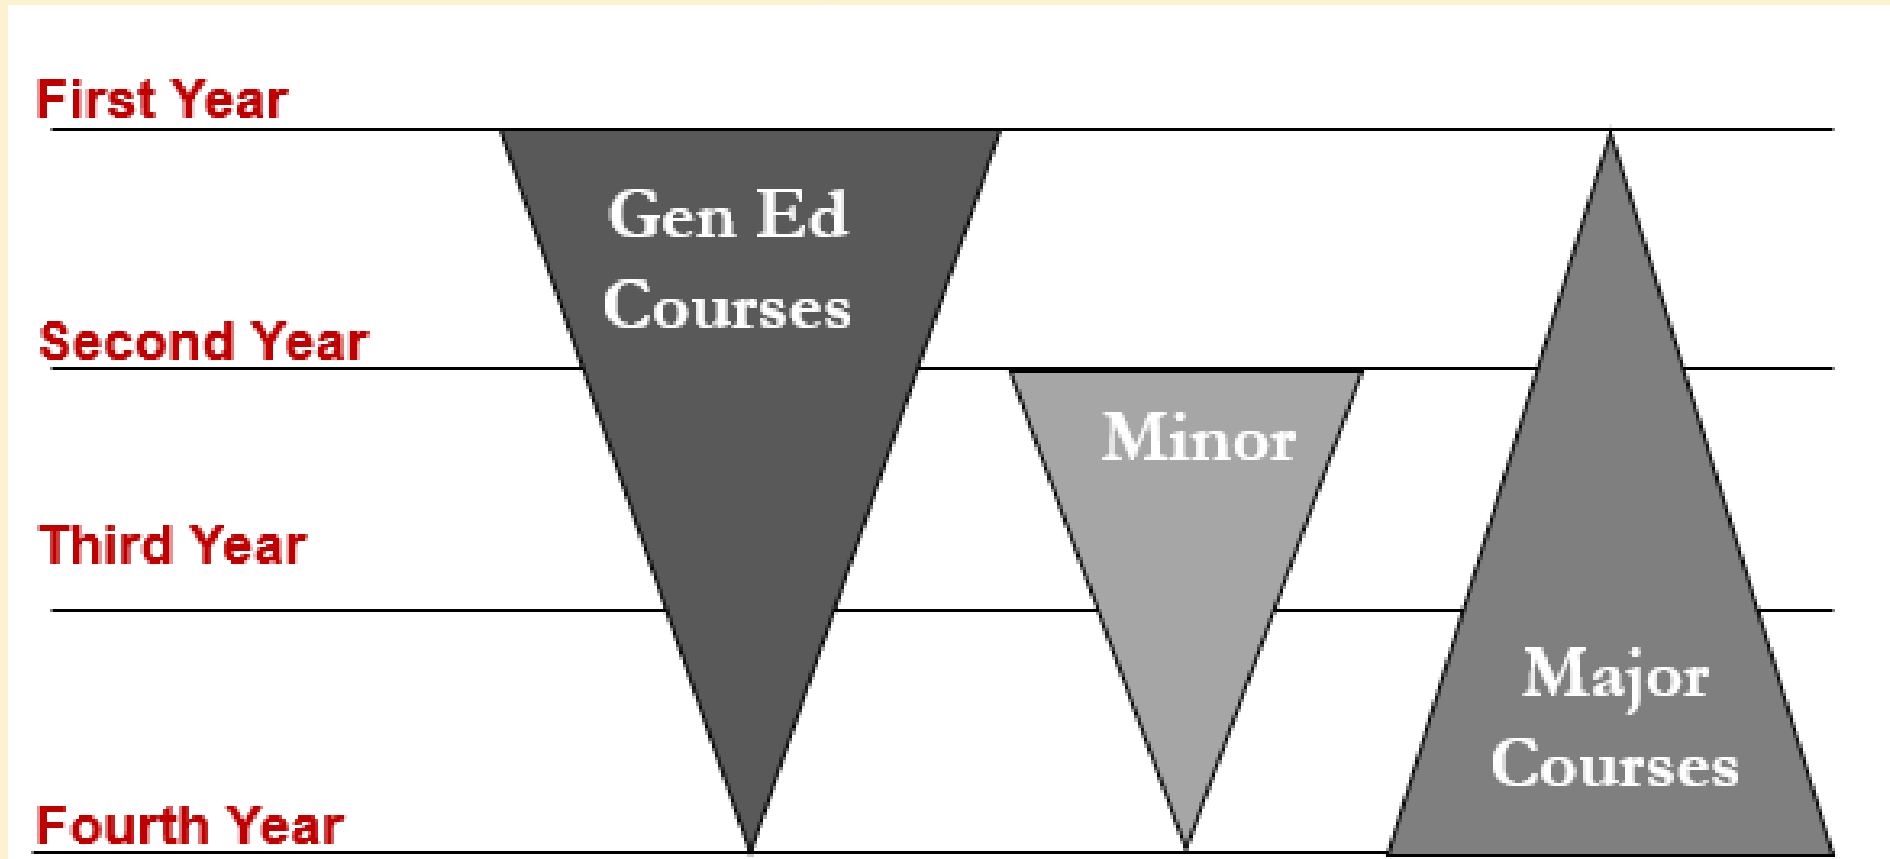 First Year
Gen Ed
Courses
Second Year
Minor
Third Year
Major
Courses
Fourth Year